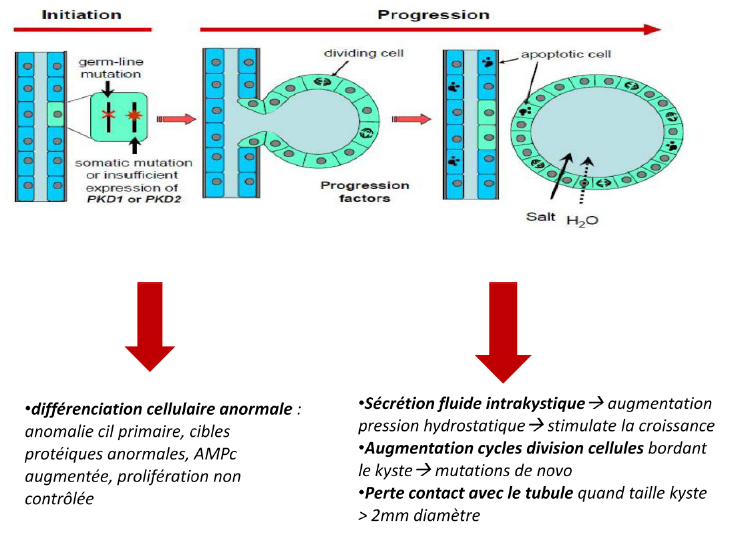 Initiation
Progression
germ-line
mutation
somatic mutation
or insufficient
expression of
PKD1 or PKD2
dividing cell
Progression
factors
apoptotic cell
Salt H₂O
•différenciation cellulaire anormale :
anomalie cil primaire, cibles
protéiques anormales, AMPc
augmentée, prolifération non
contrôlée
•Sécrétion fluide intrakystique→ augmentation
pression hydrostatique→ stimulate la croissance
•Augmentation cycles division cellules bordant
le kyste→ mutations de novo
•Perte contact avec le tubule quand taille kyste
> 2mm diamètre